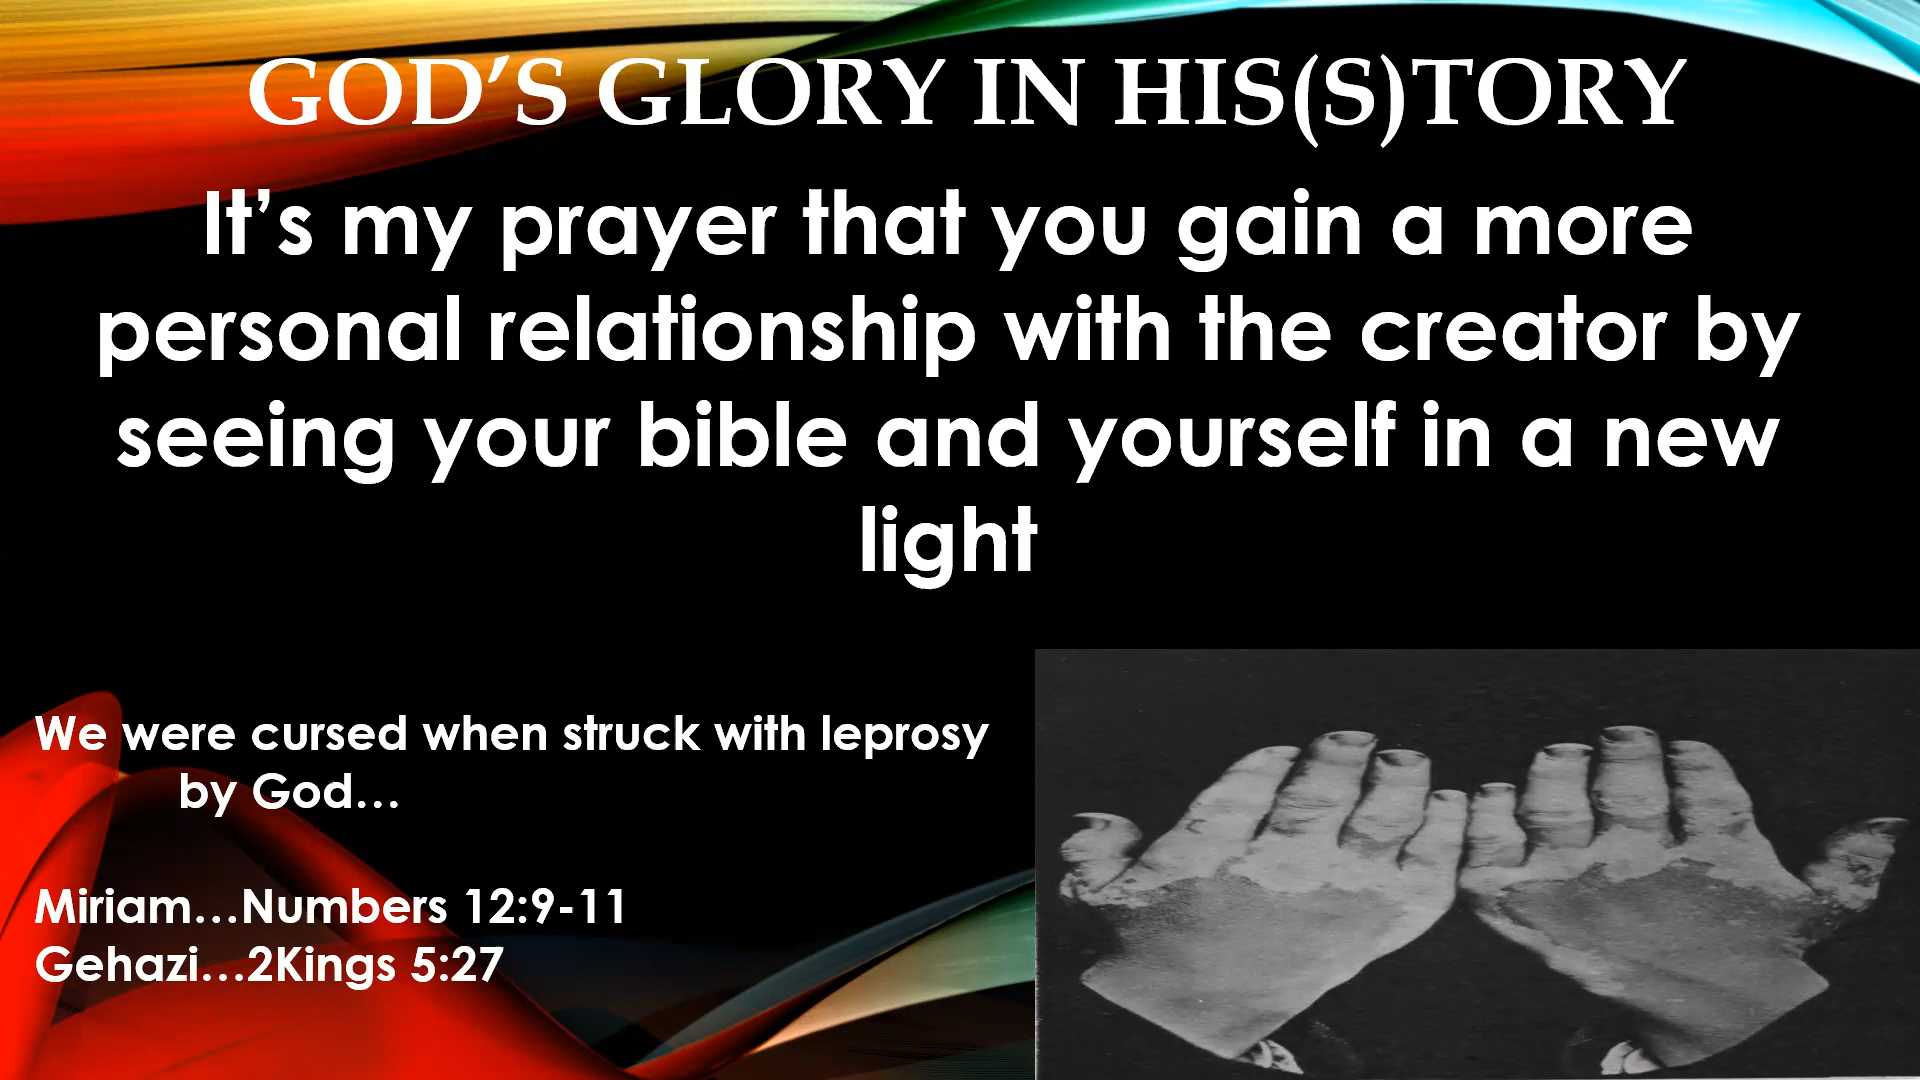 GOD’S GLORY IN HIS(S)TORY
It’s my prayer that you gain a more
personal relationship with the creator by
seeing your bible and yourself in a new
light
We were cursed when struck with leprosy
by God…
Miriam…Numbers 12:9-11
Gehazi…2Kings 5:27